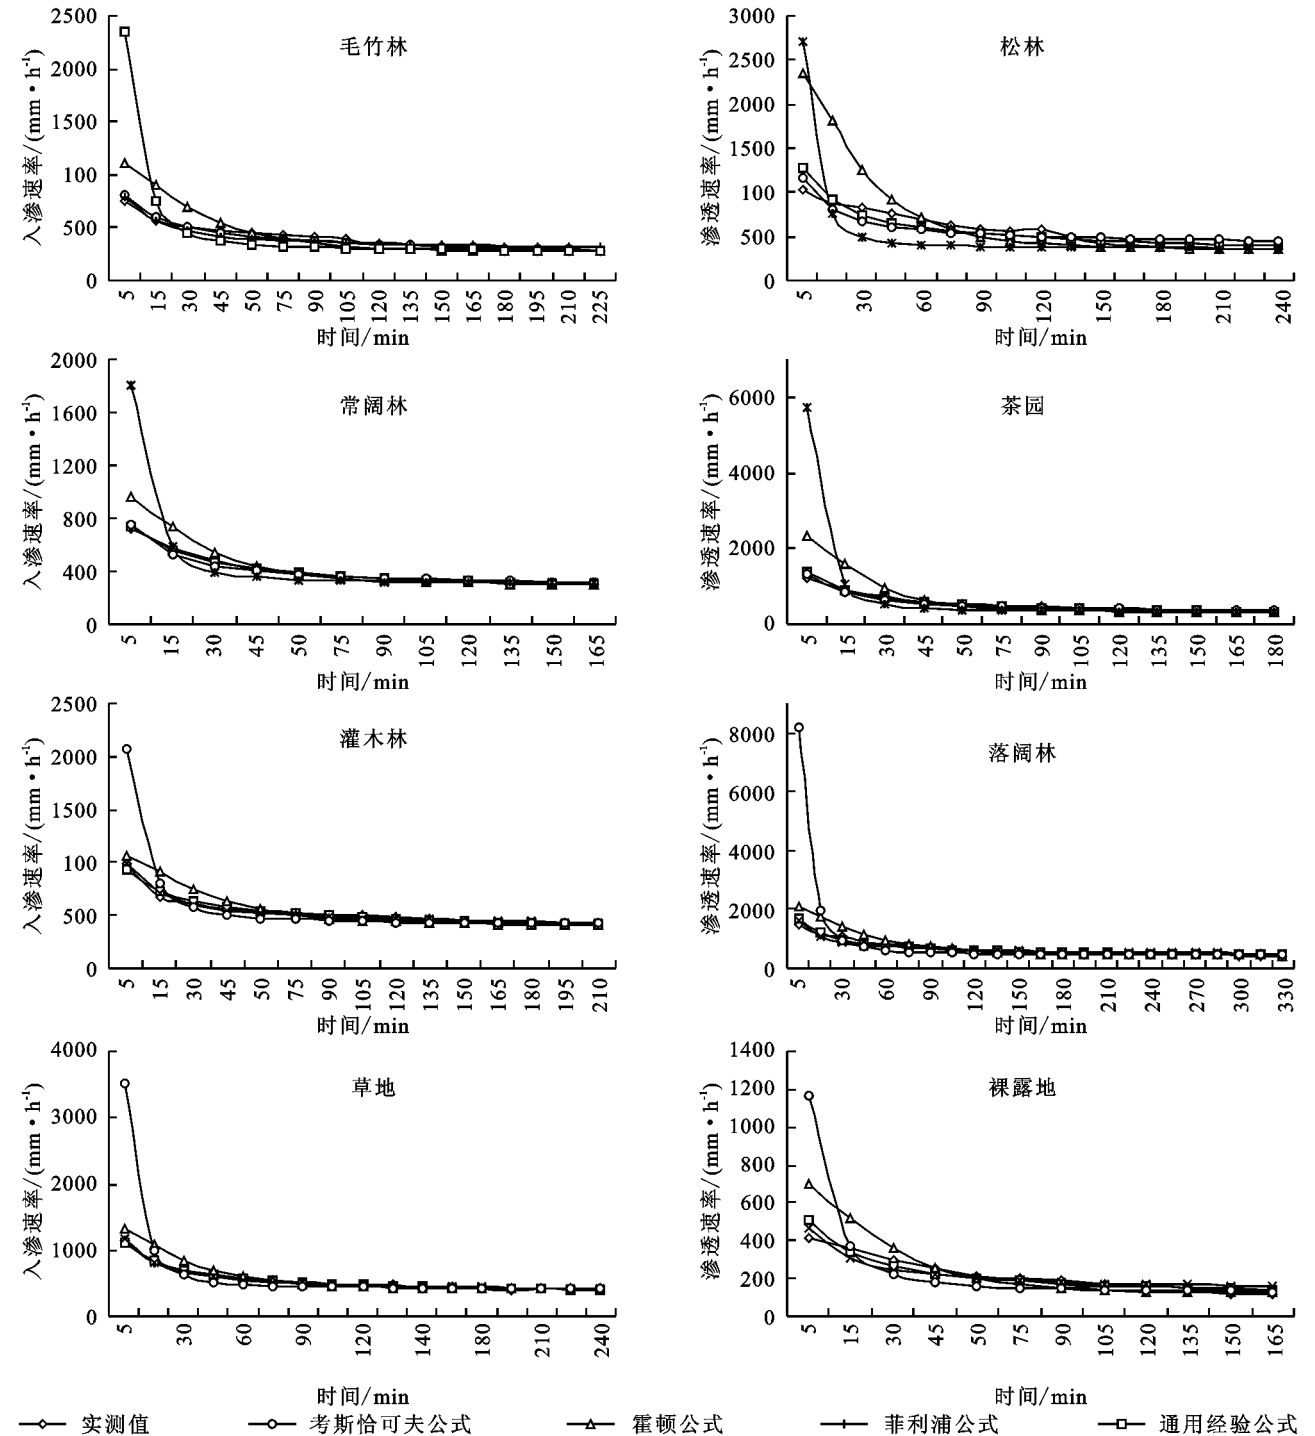 毛竹林
入渗速率/(mm·h⁻¹)
2500
2000
1500
100
500
0
5 15 30 45 50 60 75 90 105 120 135 150 165 180 195 210 225
时间/min
松林
渗透速率/(mm·h⁻¹)
3000
2500
2000
1500
100
500
0
5 30 60 90 120 150 180 210 240
时间/min
常阔林
入渗速率/(mm·h⁻¹)
2000
1600
1200
800
400
0
5 15 30 45 50 75 90 105 120 135 150 165
时间/min
茶园
渗透速率/(mm·h⁻¹)
6000
4000
2000
0
5 15 30 45 50 75 90 105 120 135 150 165 180
时间/min
灌木林
入渗速率/(mm·h⁻¹)
2500
2000
1500
100
500
0
5 15 30 45 50 75 90 105 120 135 150 165 180 195 210
时间/min
落阔林
渗透速率/(mm·h⁻¹)
8000
6000
4000
2000
0
5 30 60 90 120 150 180 210 240 270 300 330
时间/min
草地
入渗速率/(mm·h⁻¹)
4000
3000
2000
1000
0
5 30 60 90 120 140 180 210 240
时间/min
裸露地
渗透速率/(mm·h⁻¹)
1400
1200
1000
800
600
400
200
0
5 15 30 45 60 75 90 105 120 135 150 165
时间/min
实测值 考斯恰可夫公式 霍顿公式 菲利浦公式 通用经验公式